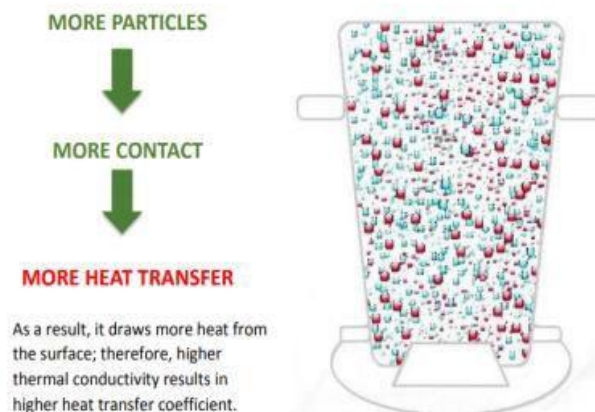 MORE PARTICLES
MORE CONTACT
MORE HEAT TRANSFER
As a result, it draws more heat from
the surface; therefore, higher
thermal conductivity results in
higher heat transfer coefficient.